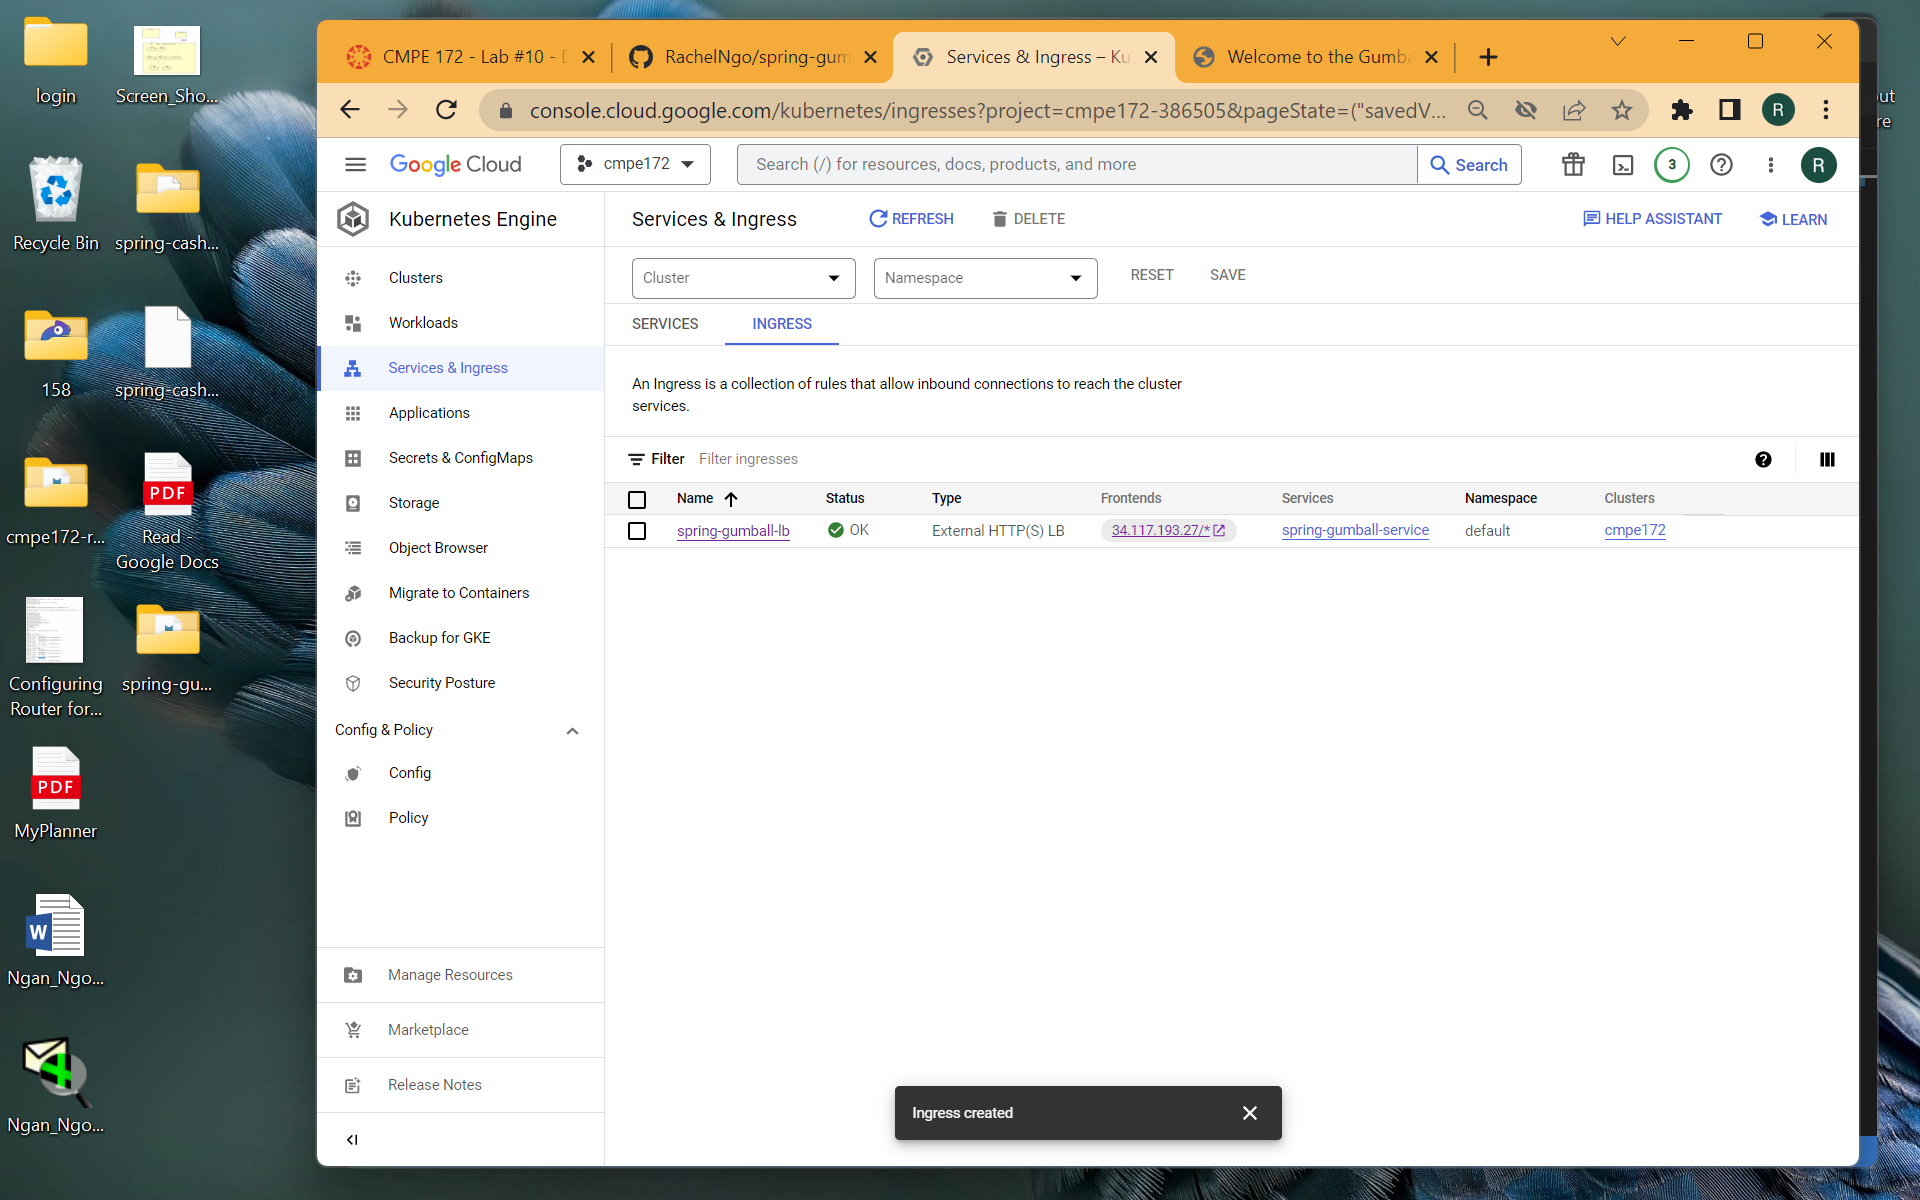 login
Screen_Sho...
Recycle Bin
spring-cash...
158
spring-cash...
cmpe172-r...
PDF
Read -
Google Docs
Configuring
Router for...
spring-gu...
PDF
MyPlanner
W
Ngan_Ngo...
Ngan_Ngo...
CMPE 172 - Lab #10 - D
RachelNgo/spring-gum
Services & Ingress – Ku
Welcome to the Gumba
console.cloud.google.com/kubernetes/ingresses?project=cmpe172-386505&pageState=("savedV...
R
Google Cloud
cmpe172
Search (/) for resources, docs, products, and more
Search
3
R
Kubernetes Engine
Services & Ingress
REFRESH
DELETE
HELP ASSISTANT
LEARN
Clusters
Workloads
Services & Ingress
Applications
Secrets & ConfigMaps
Storage
Object Browser
Migrate to Containers
Backup for GKE
Security Posture
Config & Policy
Config
Policy
Manage Resources
Marketplace
Release Notes
Cluster
Namespace
RESET
SAVE
SERVICES
INGRESS
An Ingress is a collection of rules that allow inbound connections to reach the cluster
services.
Filter
Filter ingresses
Name
Status
Type
Frontends
Services
Namespace
Clusters
spring-gumball-lb
OK
External HTTP(S) LB
34.117.193.27/*
spring-gumball-service
default
cmpe172
Ingress created